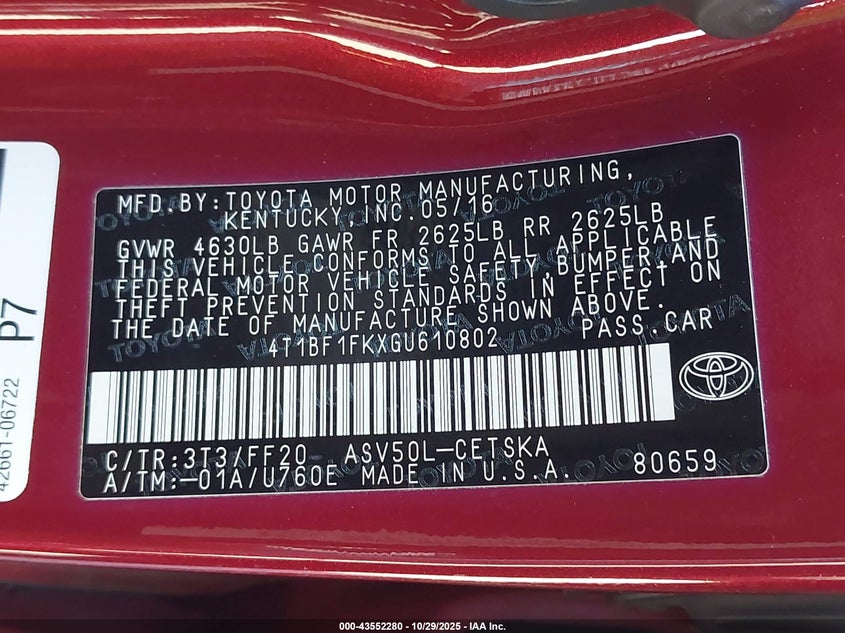 MFD.BY:TOYOTA MOTOR MANUFACTURING,
KENTUCKY,INC.05/16
GVWR 4630LB GAWR FR 2625LB RR 2625LB
THIS VEHICLE CONFORMS TO ALL APPLICABLE
FEDERAL MOTOR VEHICLE SAFETY,BUMPER,AND
THEFT PREVENTION STANDARDS IN EFFECT ON
THE DATE OF MANUFACTURE SHOWN ABOVE.
4T1BF1FKXGU610802 PASS.CAR
C/TR:3T3/FF20 ASV50L-CETSKA
A/TM:-01A/U760E MADE IN U.S.A. 80659
P7
42661-06722
000-43552280 - 10/29/2025 - IAA Inc.